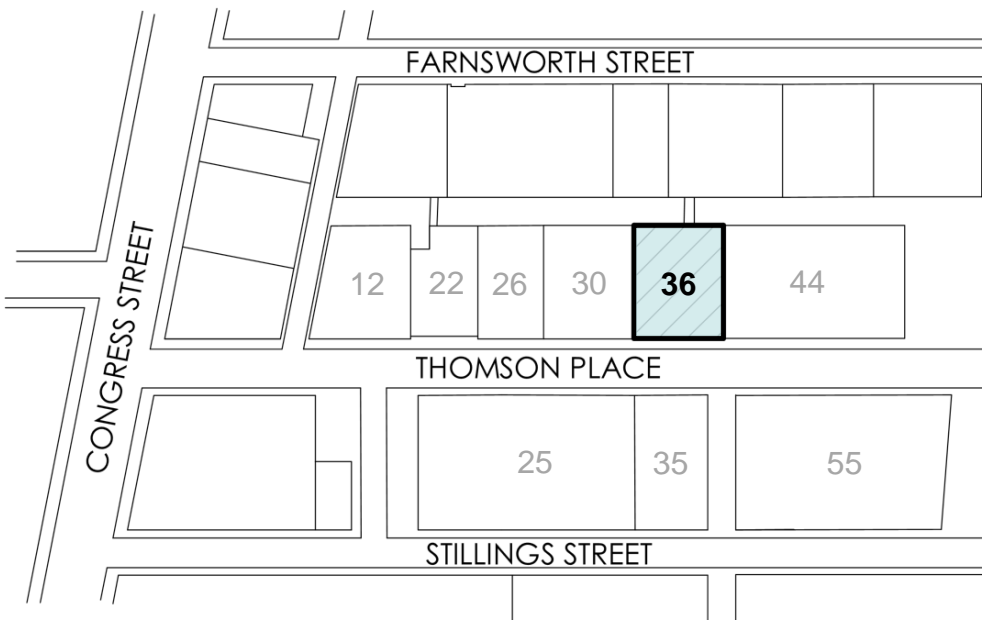 FARNSWORTH STREET
12
22
26
30
36
44
CONGRESS STREET
THOMSON PLACE
25
35
55
STILLINGS STREET